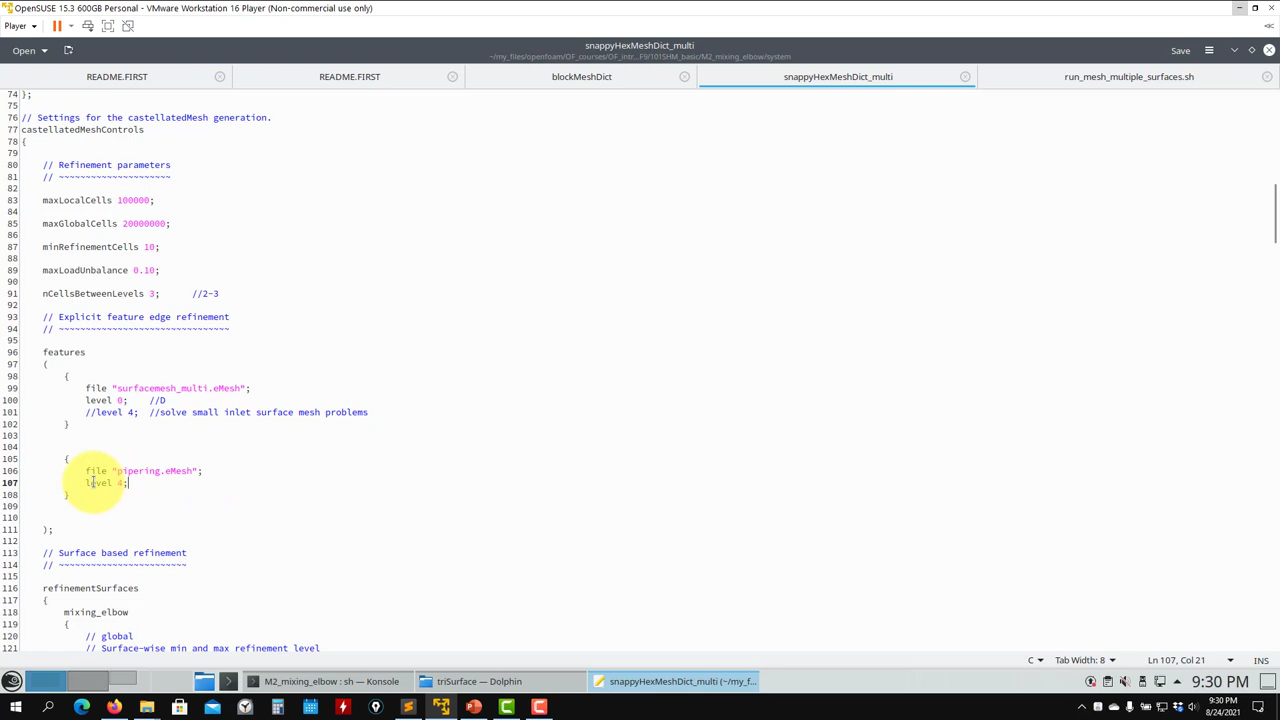 OpenSUSE 15.3 600GB Personal - VMware Workstation 16 Player (Non-commercial use only)
Player
Open
snappyHexMeshDict_multi
~/my_files/openfoam/OF_courses/OF_intr...F9/101SHM_basic/M2_mixing_elbow/system
Save
README.FIRST
README.FIRST
blockMeshDict
snappyHexMeshDict_multi
run_mesh_multiple_surfaces.sh
74 };
75
76 // Settings for the castellatedMesh generation.
77 castellatedMeshControls
78 {
79
80 // Refinement parameters
81 // ~~~~~~~~~~~~~~~~~~~~~
82
83 maxLocalCells 100000;
84
85 maxGlobalCells 20000000;
86
87 minRefinementCells 10;
88
89 maxLoadUnbalance 0.10;
90
91 nCellsBetweenLevels 3; //2-3
92
93 // Explicit feature edge refinement
94 // ~~~~~~~~~~~~~~~~~~~~~~~~~~~~~~~~
95
96 features
97 (
98 {
99 file "surfacemesh_multi.eMesh";
100 level 0; //D
101 //level 4; //solve small inlet surface mesh problems
102 }
103
104
105 {
106 file "pipering.eMesh";
107 level 4;
108 }
109
110
111 );
112
113 // Surface based refinement
114 // ~~~~~~~~~~~~~~~~~~~~~~~~
115
116 refinementSurfaces
117 {
118 mixing_elbow
119 {
120 // global
121 // Surface-wise min and max refinement level
C
Tab Width: 8
Ln 107, Col 21
INS
M2_mixing_elbow : sh — Konsole
triSurface — Dolphin
snappyHexMeshDict_multi (~/my_f...
9:30 PM
9:30 PM
8/24/2021